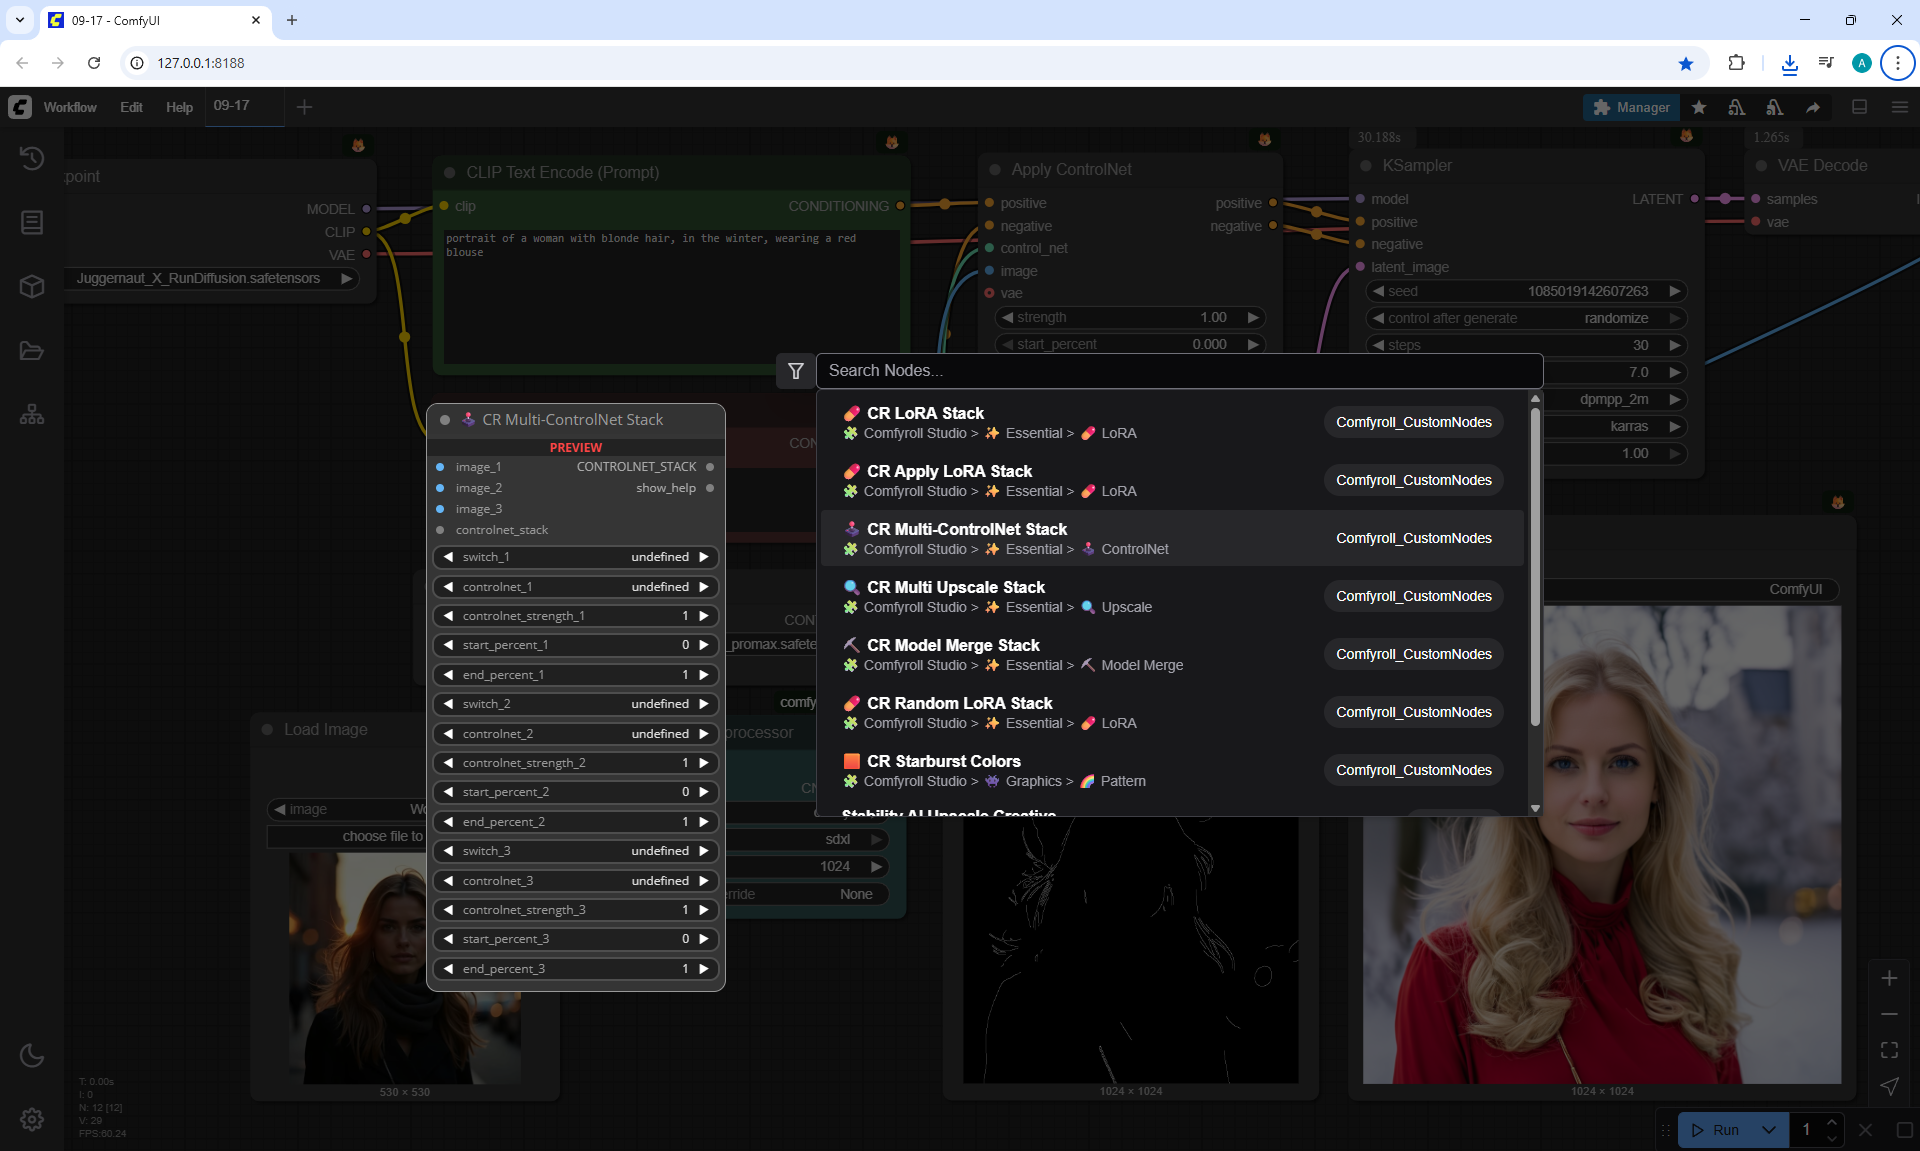 09-17 - ComfyUI
127.0.0.1:8188
A
Workflow Edit Help 09-17
Manager
30.188s
1.265s
point
MODEL
CLIP
VAE
Juggernaut_X_RunDiffusion.safetensors
CLIP Text Encode (Prompt)
clip CONDITIONING
portrait of a woman with blonde hair, in the winter, wearing a red
blouse
Apply ControlNet
positive positive
negative negative
control_net
image
vae
strength 1.00
start_percent 0.000
KSampler
model LATENT
positive
negative
latent_image
seed 1085019142607263
control after generate randomize
steps 30
7.0
dpmpp_2m
karras
1.00
VAE Decode
samples
vae
Search Nodes...
CR LoRA Stack
Comfyroll Studio > Essential > LoRA
Comfyroll_CustomNodes
CR Apply LoRA Stack
Comfyroll Studio > Essential > LoRA
Comfyroll_CustomNodes
CR Multi-ControlNet Stack
Comfyroll Studio > Essential > ControlNet
Comfyroll_CustomNodes
CR Multi Upscale Stack
Comfyroll Studio > Essential > Upscale
Comfyroll_CustomNodes
CR Model Merge Stack
Comfyroll Studio > Essential > Model Merge
Comfyroll_CustomNodes
CR Random LoRA Stack
Comfyroll Studio > Essential > LoRA
Comfyroll_CustomNodes
CR Starburst Colors
Comfyroll Studio > Graphics > Pattern
Comfyroll_CustomNodes
Stability AI Upscale Creative
CR Multi-ControlNet Stack
PREVIEW
image_1 CONTROLNET_STACK
image_2 show_help
image_3
controlnet_stack
switch_1 undefined
controlnet_1 undefined
controlnet_strength_1 1
start_percent_1 0
end_percent_1 1
switch_2 undefined
controlnet_2 undefined
controlnet_strength_2 1
start_percent_2 0
end_percent_2 1
switch_3 undefined
controlnet_3 undefined
controlnet_strength_3 1
start_percent_3 0
end_percent_3 1
CON
CON
_promax.safete
comfy
processor
CN
sdxl
1024
rride None
Load Image
image Wo
choose file to
530 × 530
1024 × 1024
ComfyUI
1024 × 1024
T: 0.00s
I: 0
N: 12 [12]
V: 29
FPS:60.24
Run 1